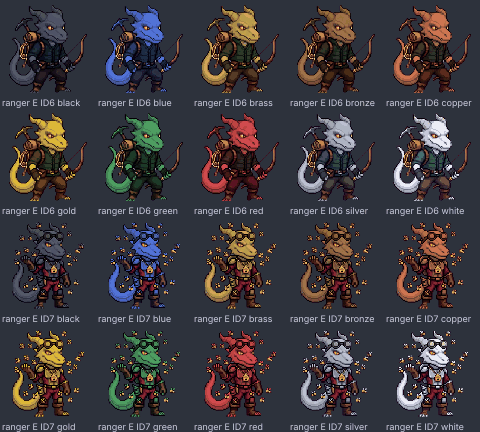 ranger E ID6 black
ranger E ID6 blue
ranger E ID6 brass
ranger E ID6 bronze
ranger E ID6 copper
ranger E ID6 gold
ranger E ID6 green
ranger E ID6 red
ranger E ID6 silver
ranger E ID6 white
ranger E ID7 black
ranger E ID7 blue
ranger E ID7 brass
ranger E ID7 bronze
ranger E ID7 copper
ranger E ID7 gold
ranger E ID7 green
ranger E ID7 red
ranger E ID7 silver
ranger E ID7 white